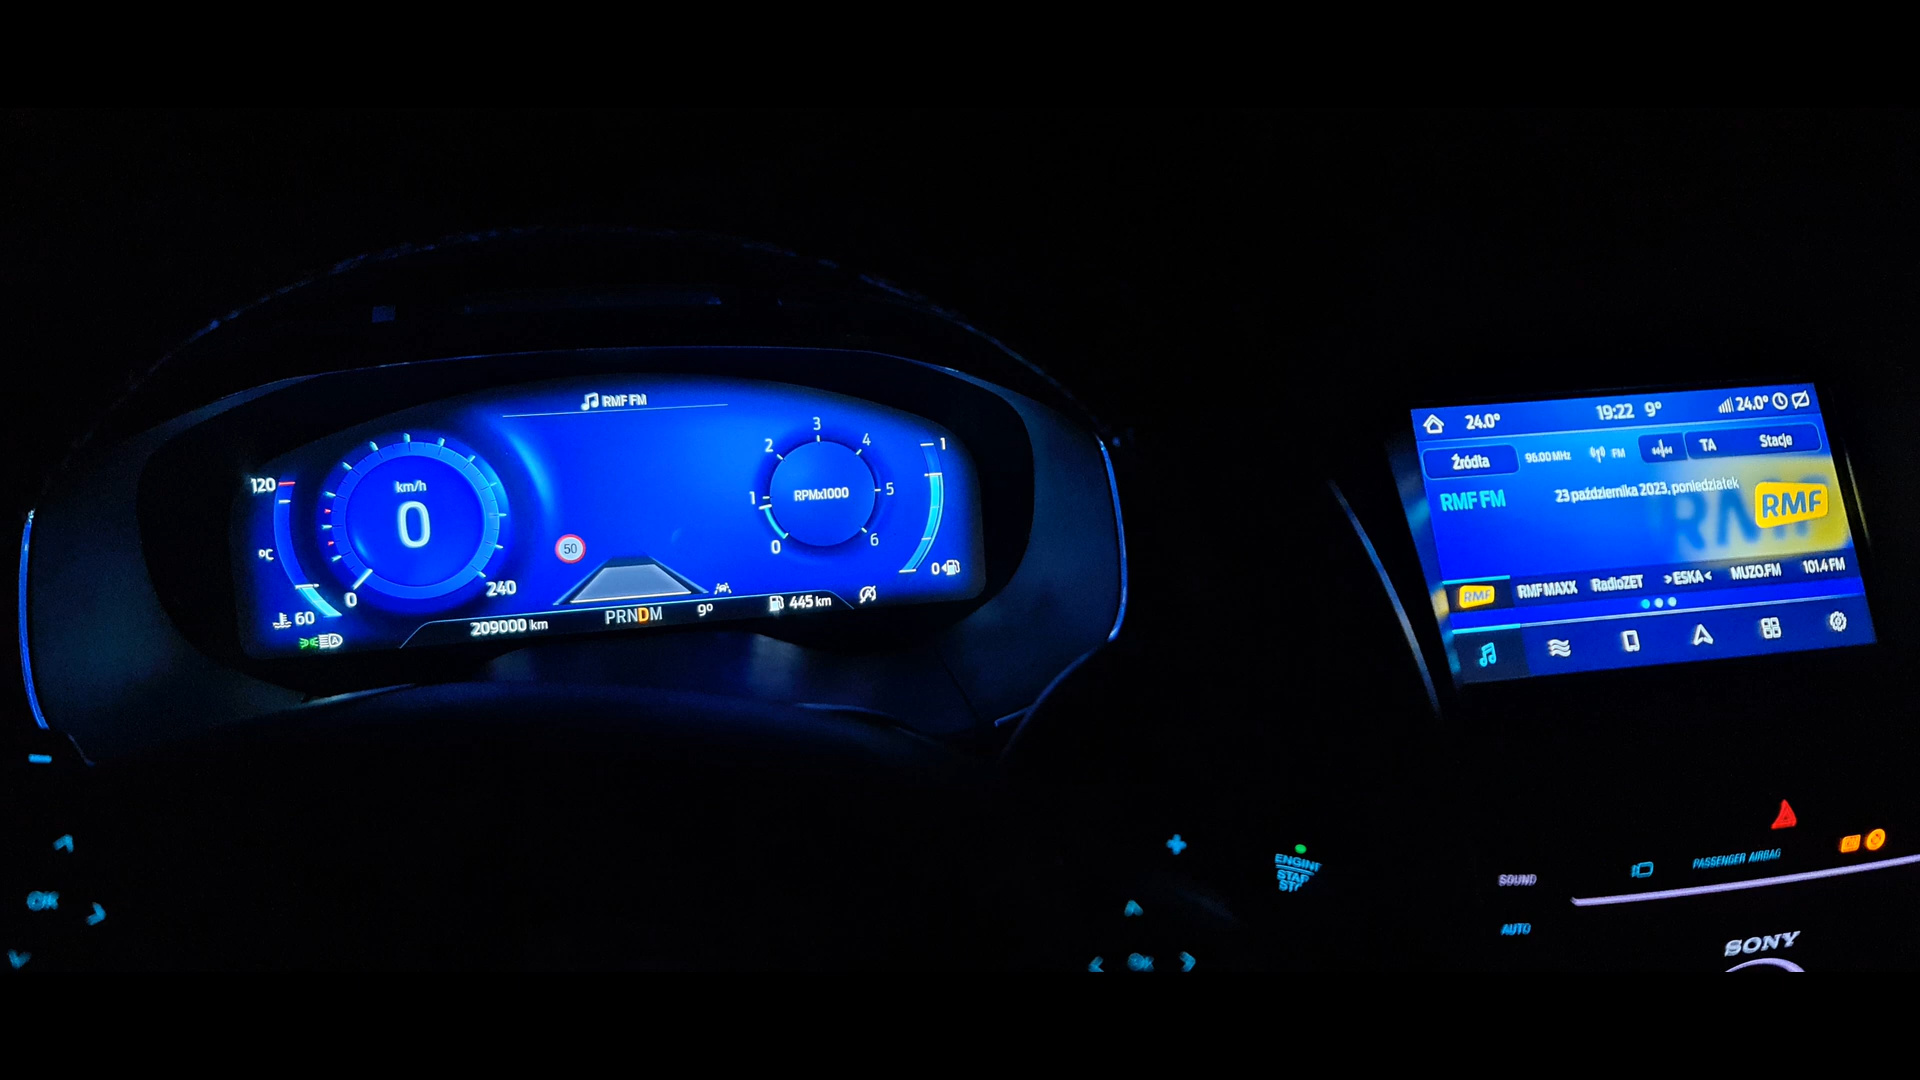 RMF FM
120
°C
60
km/h
0
0
240
50
RPMx1000
0
1
2
3
4
5
6
1
0
209000 km
PRNDM
9°
445 km
24.0°
19:22 9°
24.0°
Źródła
96.00 MHz
FM
TA
Stacje
RMF FM
23 października 2023, poniedziałek
RMF
RMF
RMF MAXX
RadioZET
>ESKA<
MUZO.FM
101.4 FM
OK
OK
ENGINE
SOUND
PASSENGER AIRBAG
AUTO
SONY